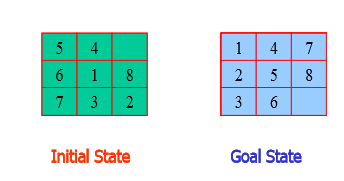 5 4
6 1 8
7 3 2
1 4 7
2 5 8
3 6
Initial State
Goal State